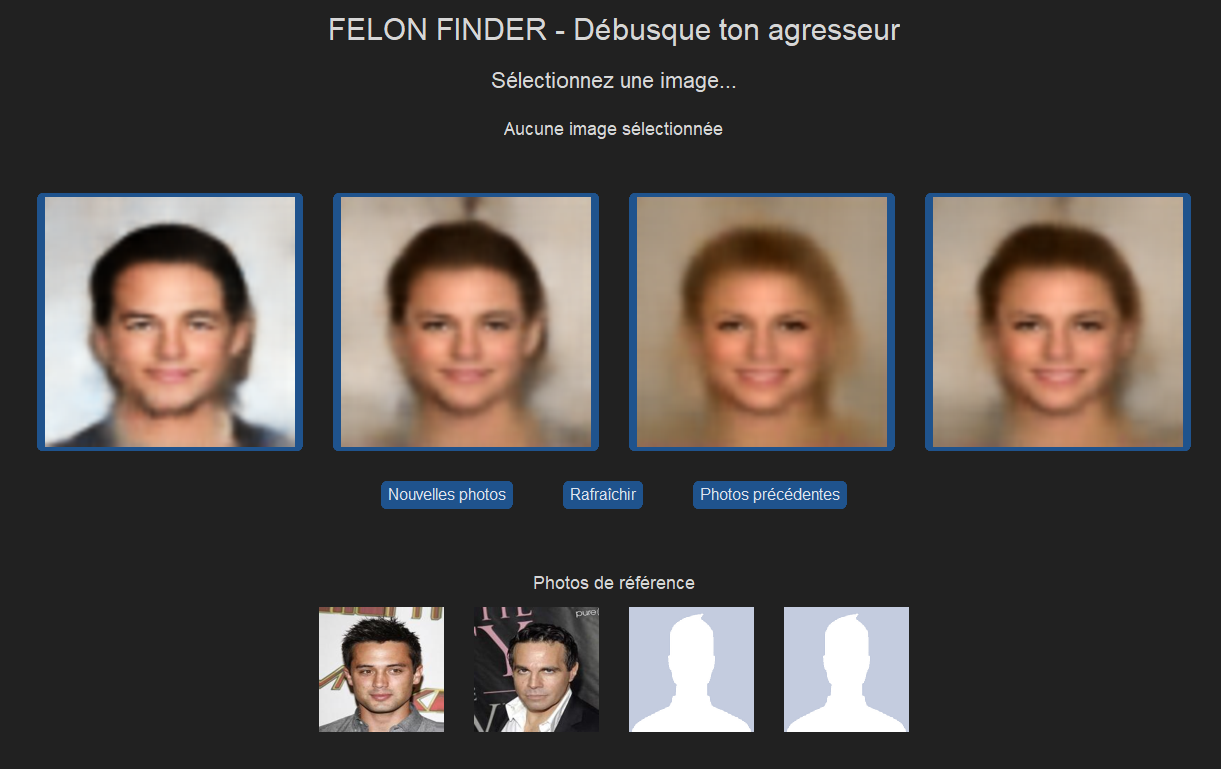 FELON FINDER - Débusque ton agresseur
Sélectionnez une image...
Aucune image sélectionnée
Nouvelles photos
Rafraîchir
Photos précédentes
Photos de référence
pure